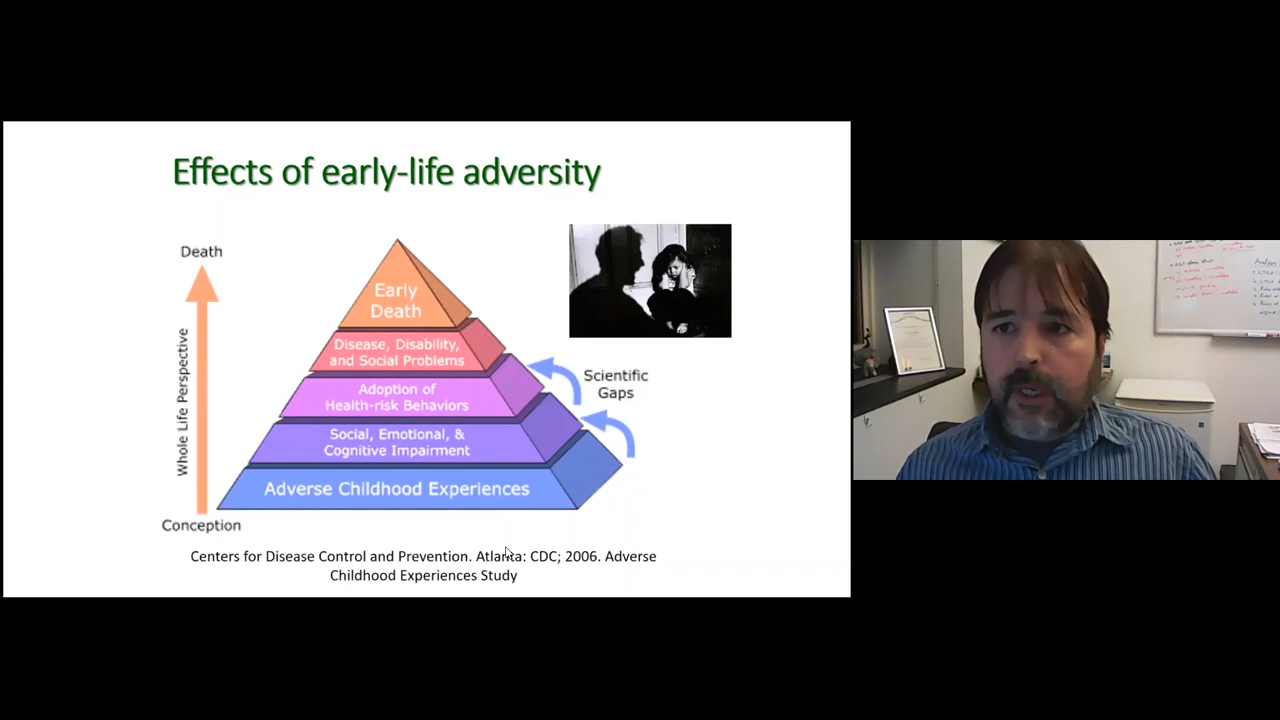 Effects of early-life adversity
Death
Whole Life Perspective
Conception
Early
Death
Disease, Disability,
and Social Problems
Adoption of
Health-risk Behaviors
Social, Emotional, &
Cognitive Impairment
Adverse Childhood Experiences
Scientific
Gaps
Centers for Disease Control and Prevention. Atlanta: CDC; 2006. Adverse
Childhood Experiences Study